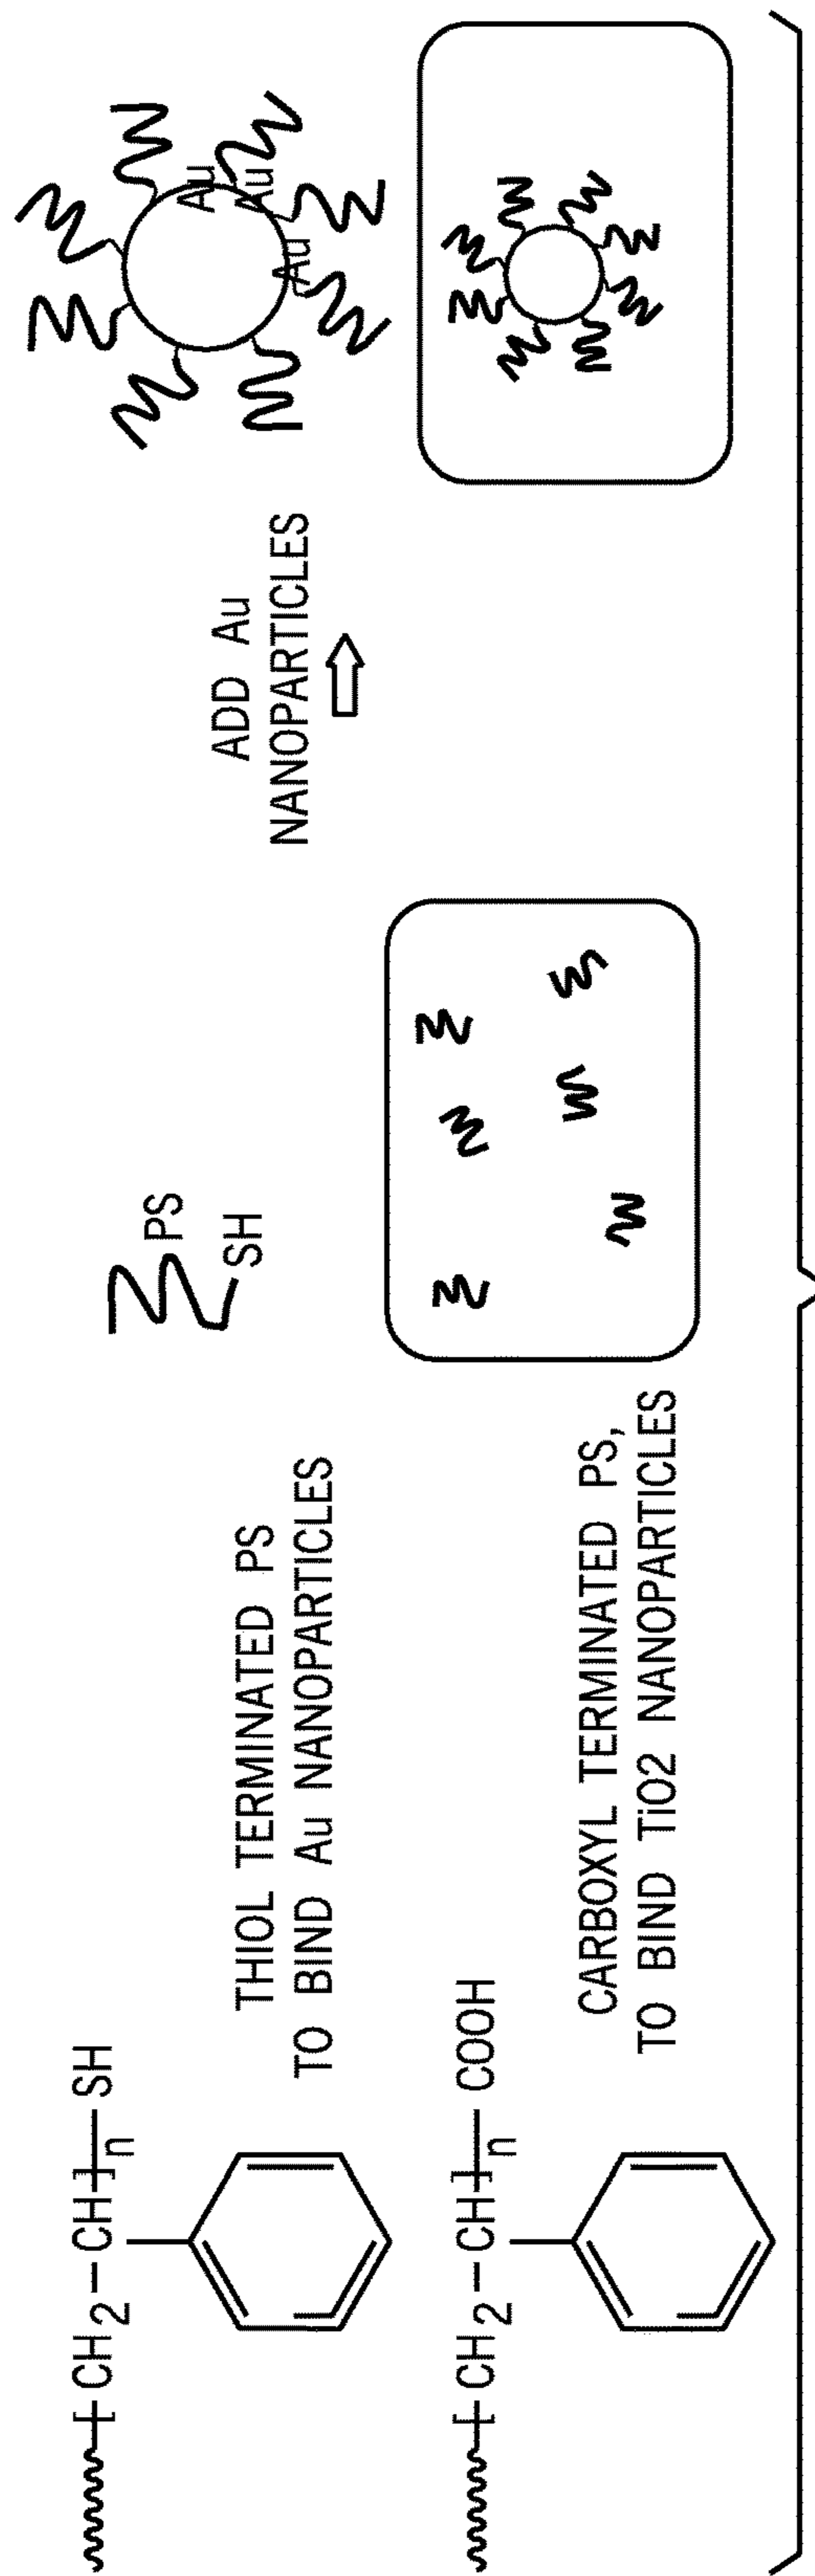 [CH2-CH]n-SH
THIOL TERMINATED PS
TO BIND Au NANOPARTICLES
PS
SH
ADD Au
NANOPARTICLES
Au
Au
Au
[CH2-CH]n-COOH
CARBOXYL TERMINATED PS,
TO BIND TiO2 NANOPARTICLES